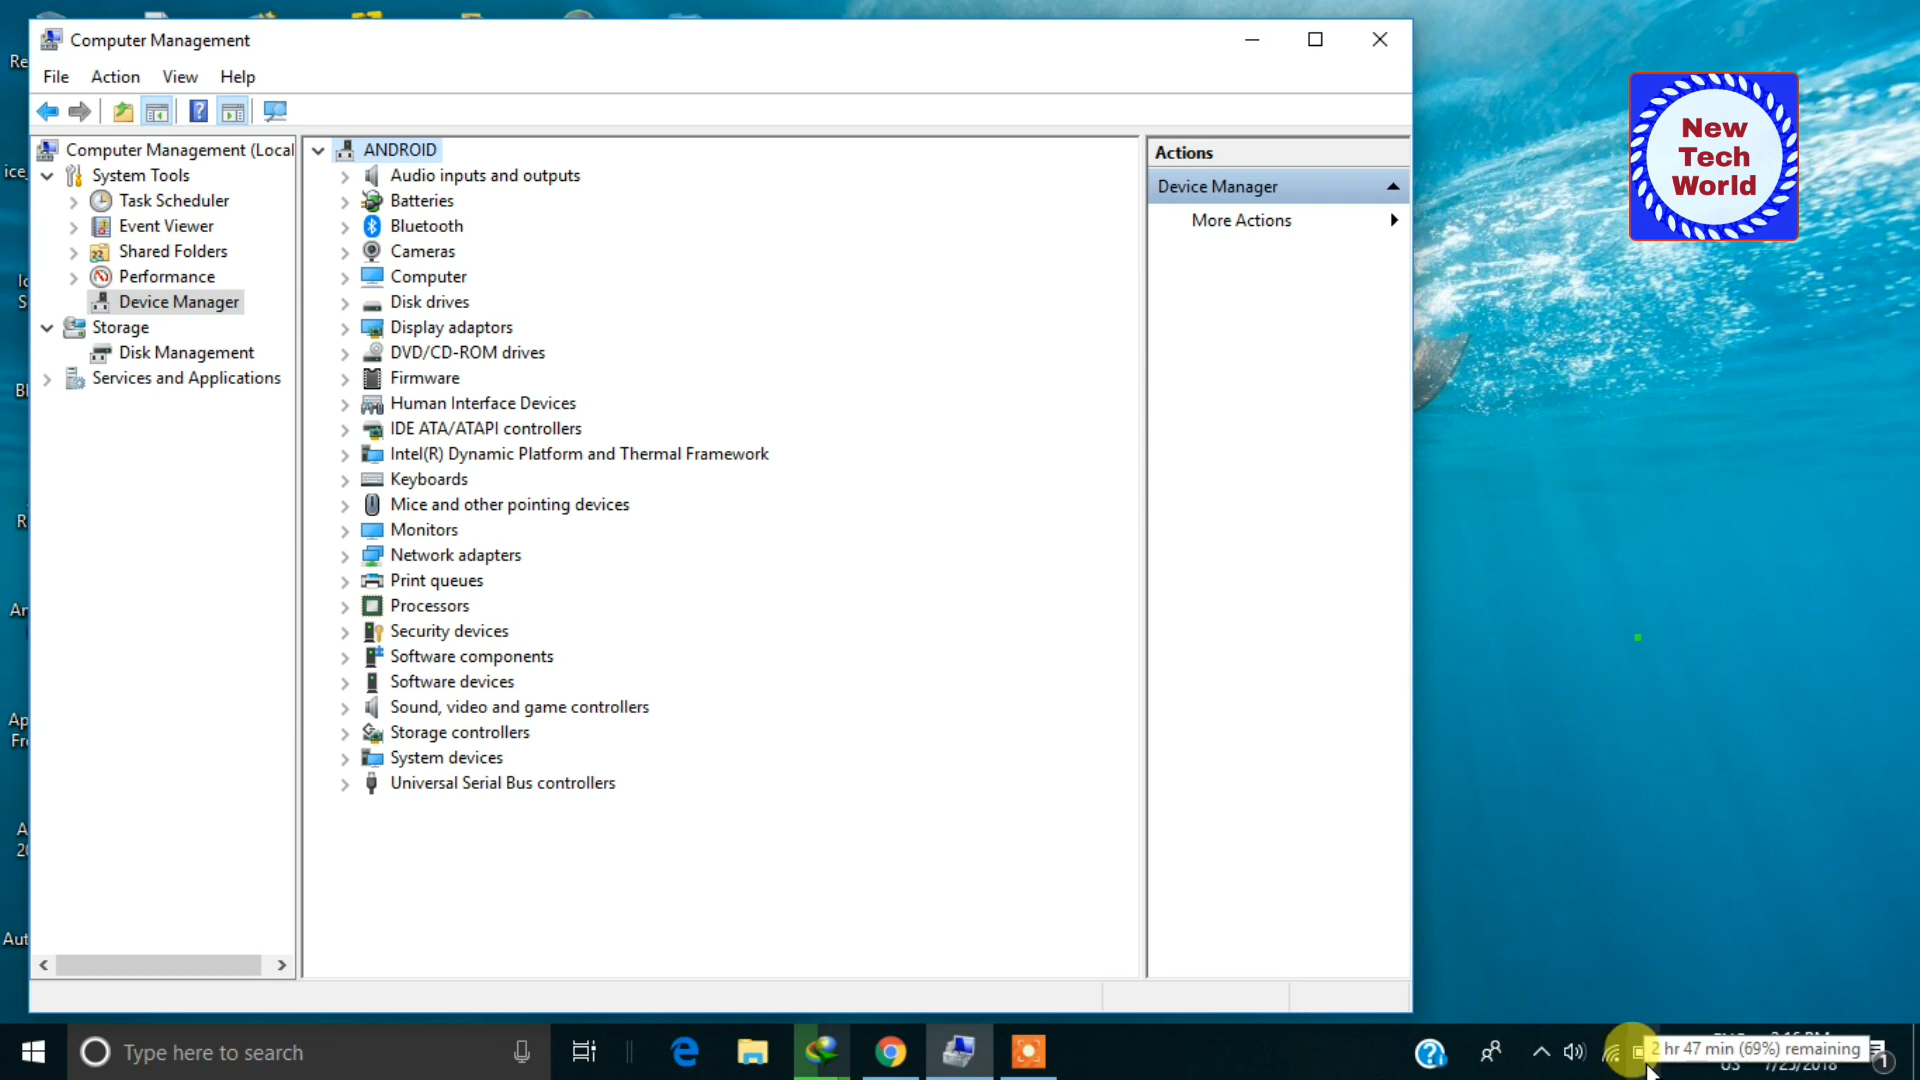 Computer Management
File Action View Help
Computer Management (Local
System Tools
Task Scheduler
Event Viewer
Shared Folders
Performance
Device Manager
Storage
Disk Management
Services and Applications
ANDROID
Audio inputs and outputs
Batteries
Bluetooth
Cameras
Computer
Disk drives
Display adaptors
DVD/CD-ROM drives
Firmware
Human Interface Devices
IDE ATA/ATAPI controllers
Intel(R) Dynamic Platform and Thermal Framework
Keyboards
Mice and other pointing devices
Monitors
Network adapters
Print queues
Processors
Security devices
Software components
Software devices
Sound, video and game controllers
Storage controllers
System devices
Universal Serial Bus controllers
Actions
Device Manager
More Actions
New
Tech
World
Type here to search
2 hr 47 min (69%) remaining
1